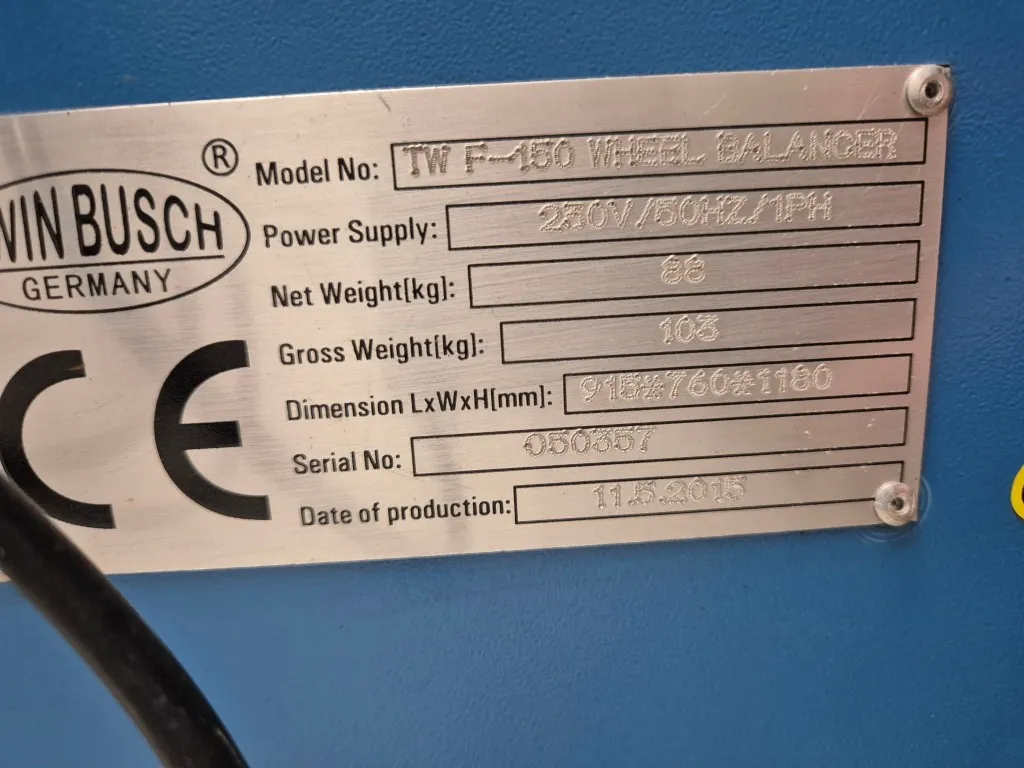 ®
WIN BUSCH
GERMANY
CE
Model No: TW F-150 WHEEL BALANCER
Power Supply: 230V/50HZ/1PH
Net Weight[kg]: 88
Gross Weight[kg]: 103
Dimension LxWxH[mm]: 915*760*1180
Serial No: 050357
Date of production: 11.5.2015